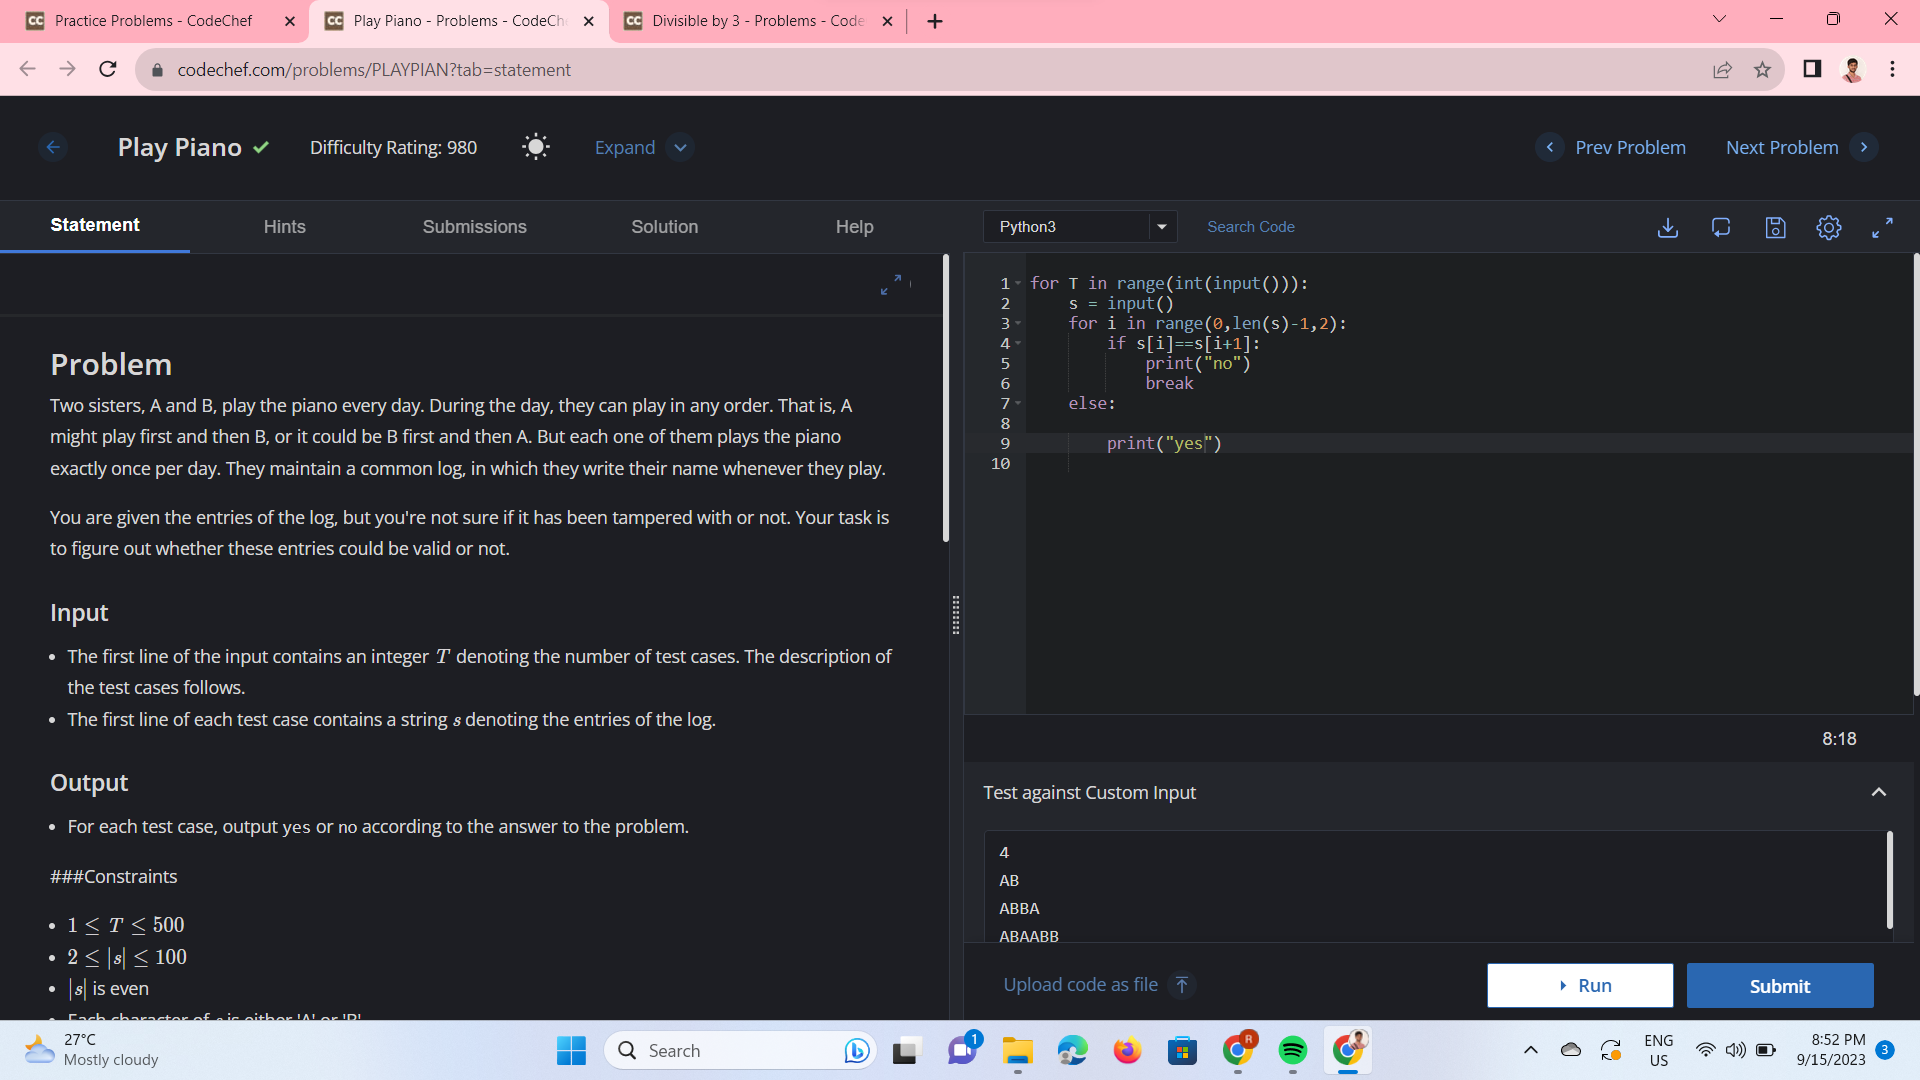 Practice Problems - CodeChef
Play Piano - Problems - CodeCh
Divisible by 3 - Problems - Code
codechef.com/problems/PLAYPIAN?tab=statement
Play Piano
Difficulty Rating: 980
Expand
Prev Problem
Next Problem
Statement
Hints
Submissions
Solution
Help
Problem
Two sisters, A and B, play the piano every day. During the day, they can play in any order. That is, A
might play first and then B, or it could be B first and then A. But each one of them plays the piano
exactly once per day. They maintain a common log, in which they write their name whenever they play.
You are given the entries of the log, but you're not sure if it has been tampered with or not. Your task is
to figure out whether these entries could be valid or not.
Input
• The first line of the input contains an integer T denoting the number of test cases. The description of
the test cases follows.
• The first line of each test case contains a string s denoting the entries of the log.
Output
• For each test case, output yes or no according to the answer to the problem.
###Constraints
• 1 ≤ T ≤ 500
• 2 ≤ |s| ≤ 100
• |s| is even
• Each character of s is either 'A' or 'B'
Python3
Search Code
1 for T in range(int(input())):
2 s = input()
3 for i in range(0,len(s)-1,2):
4 if s[i]==s[i+1]:
5 print("no")
6 break
7 else:
8
9 print("yes")
10
8:18
Test against Custom Input
4
AB
ABBA
ABAABB
Upload code as file
Run
Submit
27°C
Mostly cloudy
Search
1
R
ENG
US
8:52 PM
9/15/2023
3